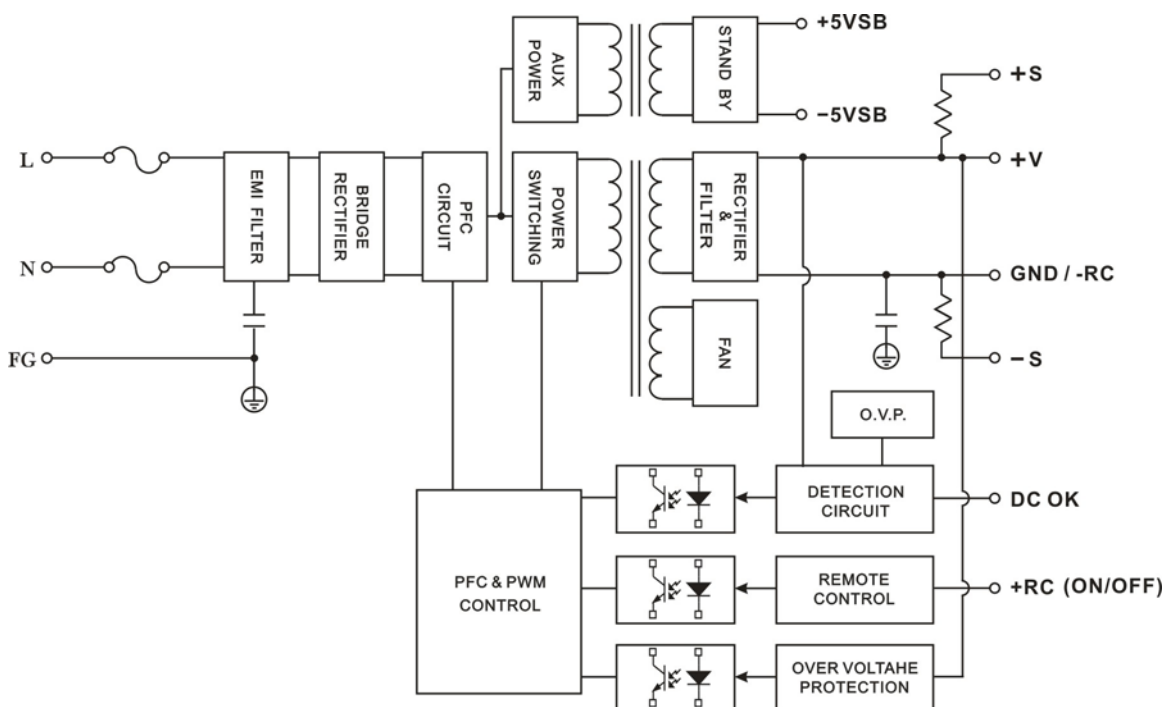 +5VSB
AUX
POWER
STAND BY
−5VSB
+S
L
EMI FILTER
BRIDGE
RECTIFIER
PFC
CIRCUIT
POWER
SWITCHING
RECTIFIER
&
FILTER
+V
N
GND / -RC
FG
FAN
−S
O.V.P.
DETECTION
CIRCUIT
DC OK
PFC & PWM
CONTROL
REMOTE
CONTROL
+RC (ON/OFF)
OVER VOLTAHE
PROTECTION